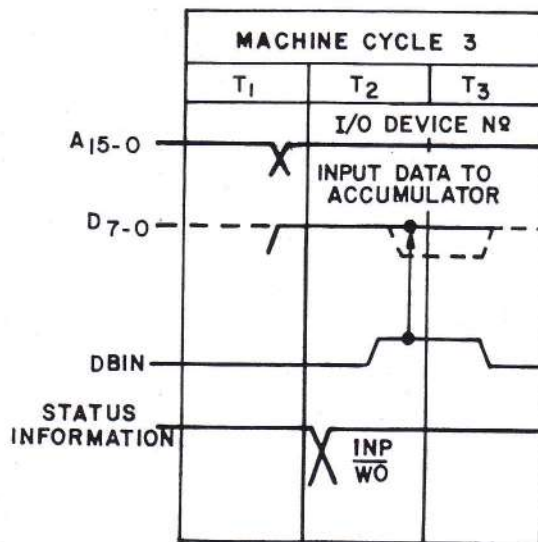 MACHINE CYCLE 3
T1 T2 T3
I/O DEVICE Nº
A15-0
INPUT DATA TO
ACCUMULATOR
D7-0
DBIN
STATUS
INFORMATION
INP
W̅O̅